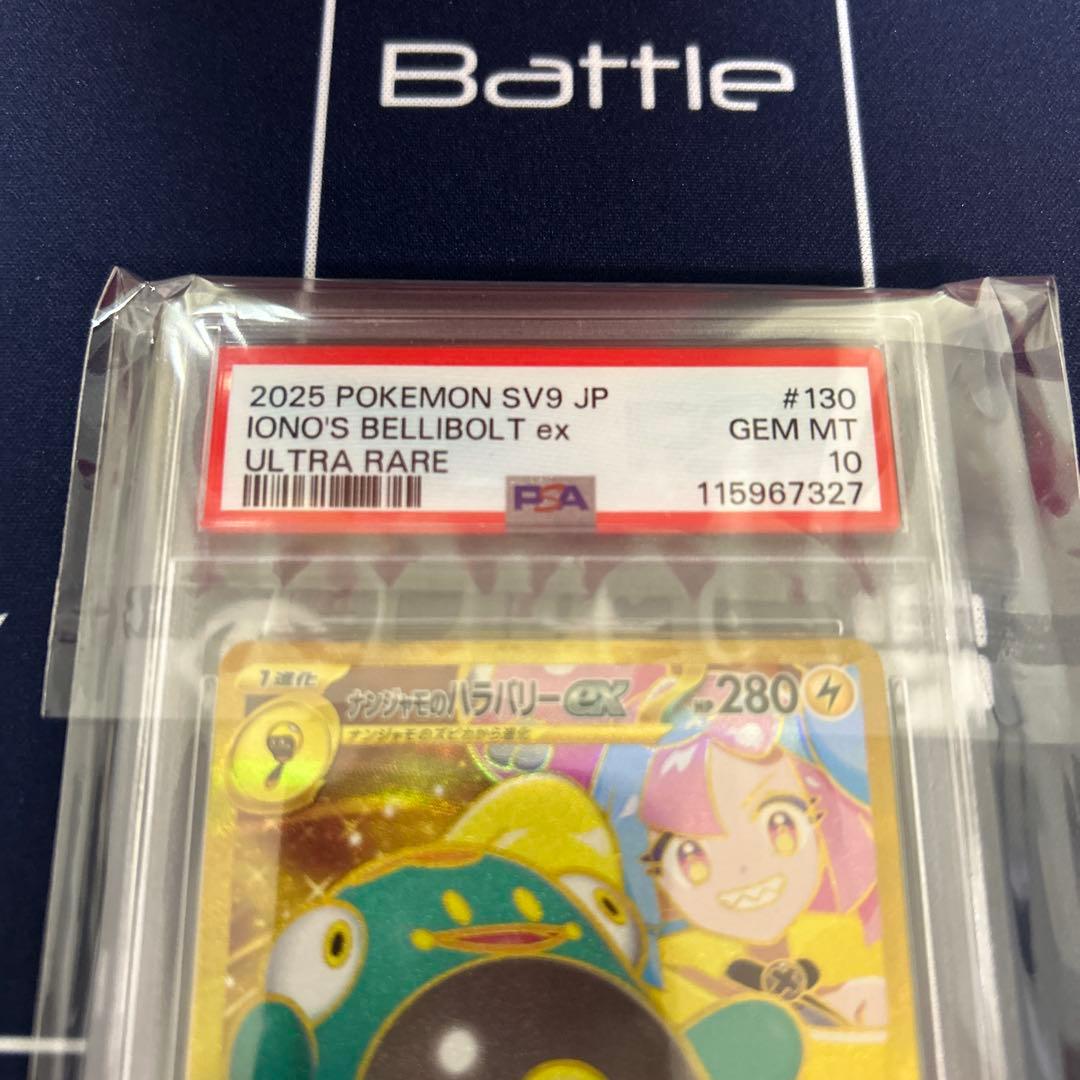 Battle
2025 POKEMON SV9 JP #130
IONO'S BELLIBOLT ex GEM MT
ULTRA RARE 10
PSA 115967327
1進化 ナンジャモのハラバリーex HP 280
ナンジャモのズピカから進化